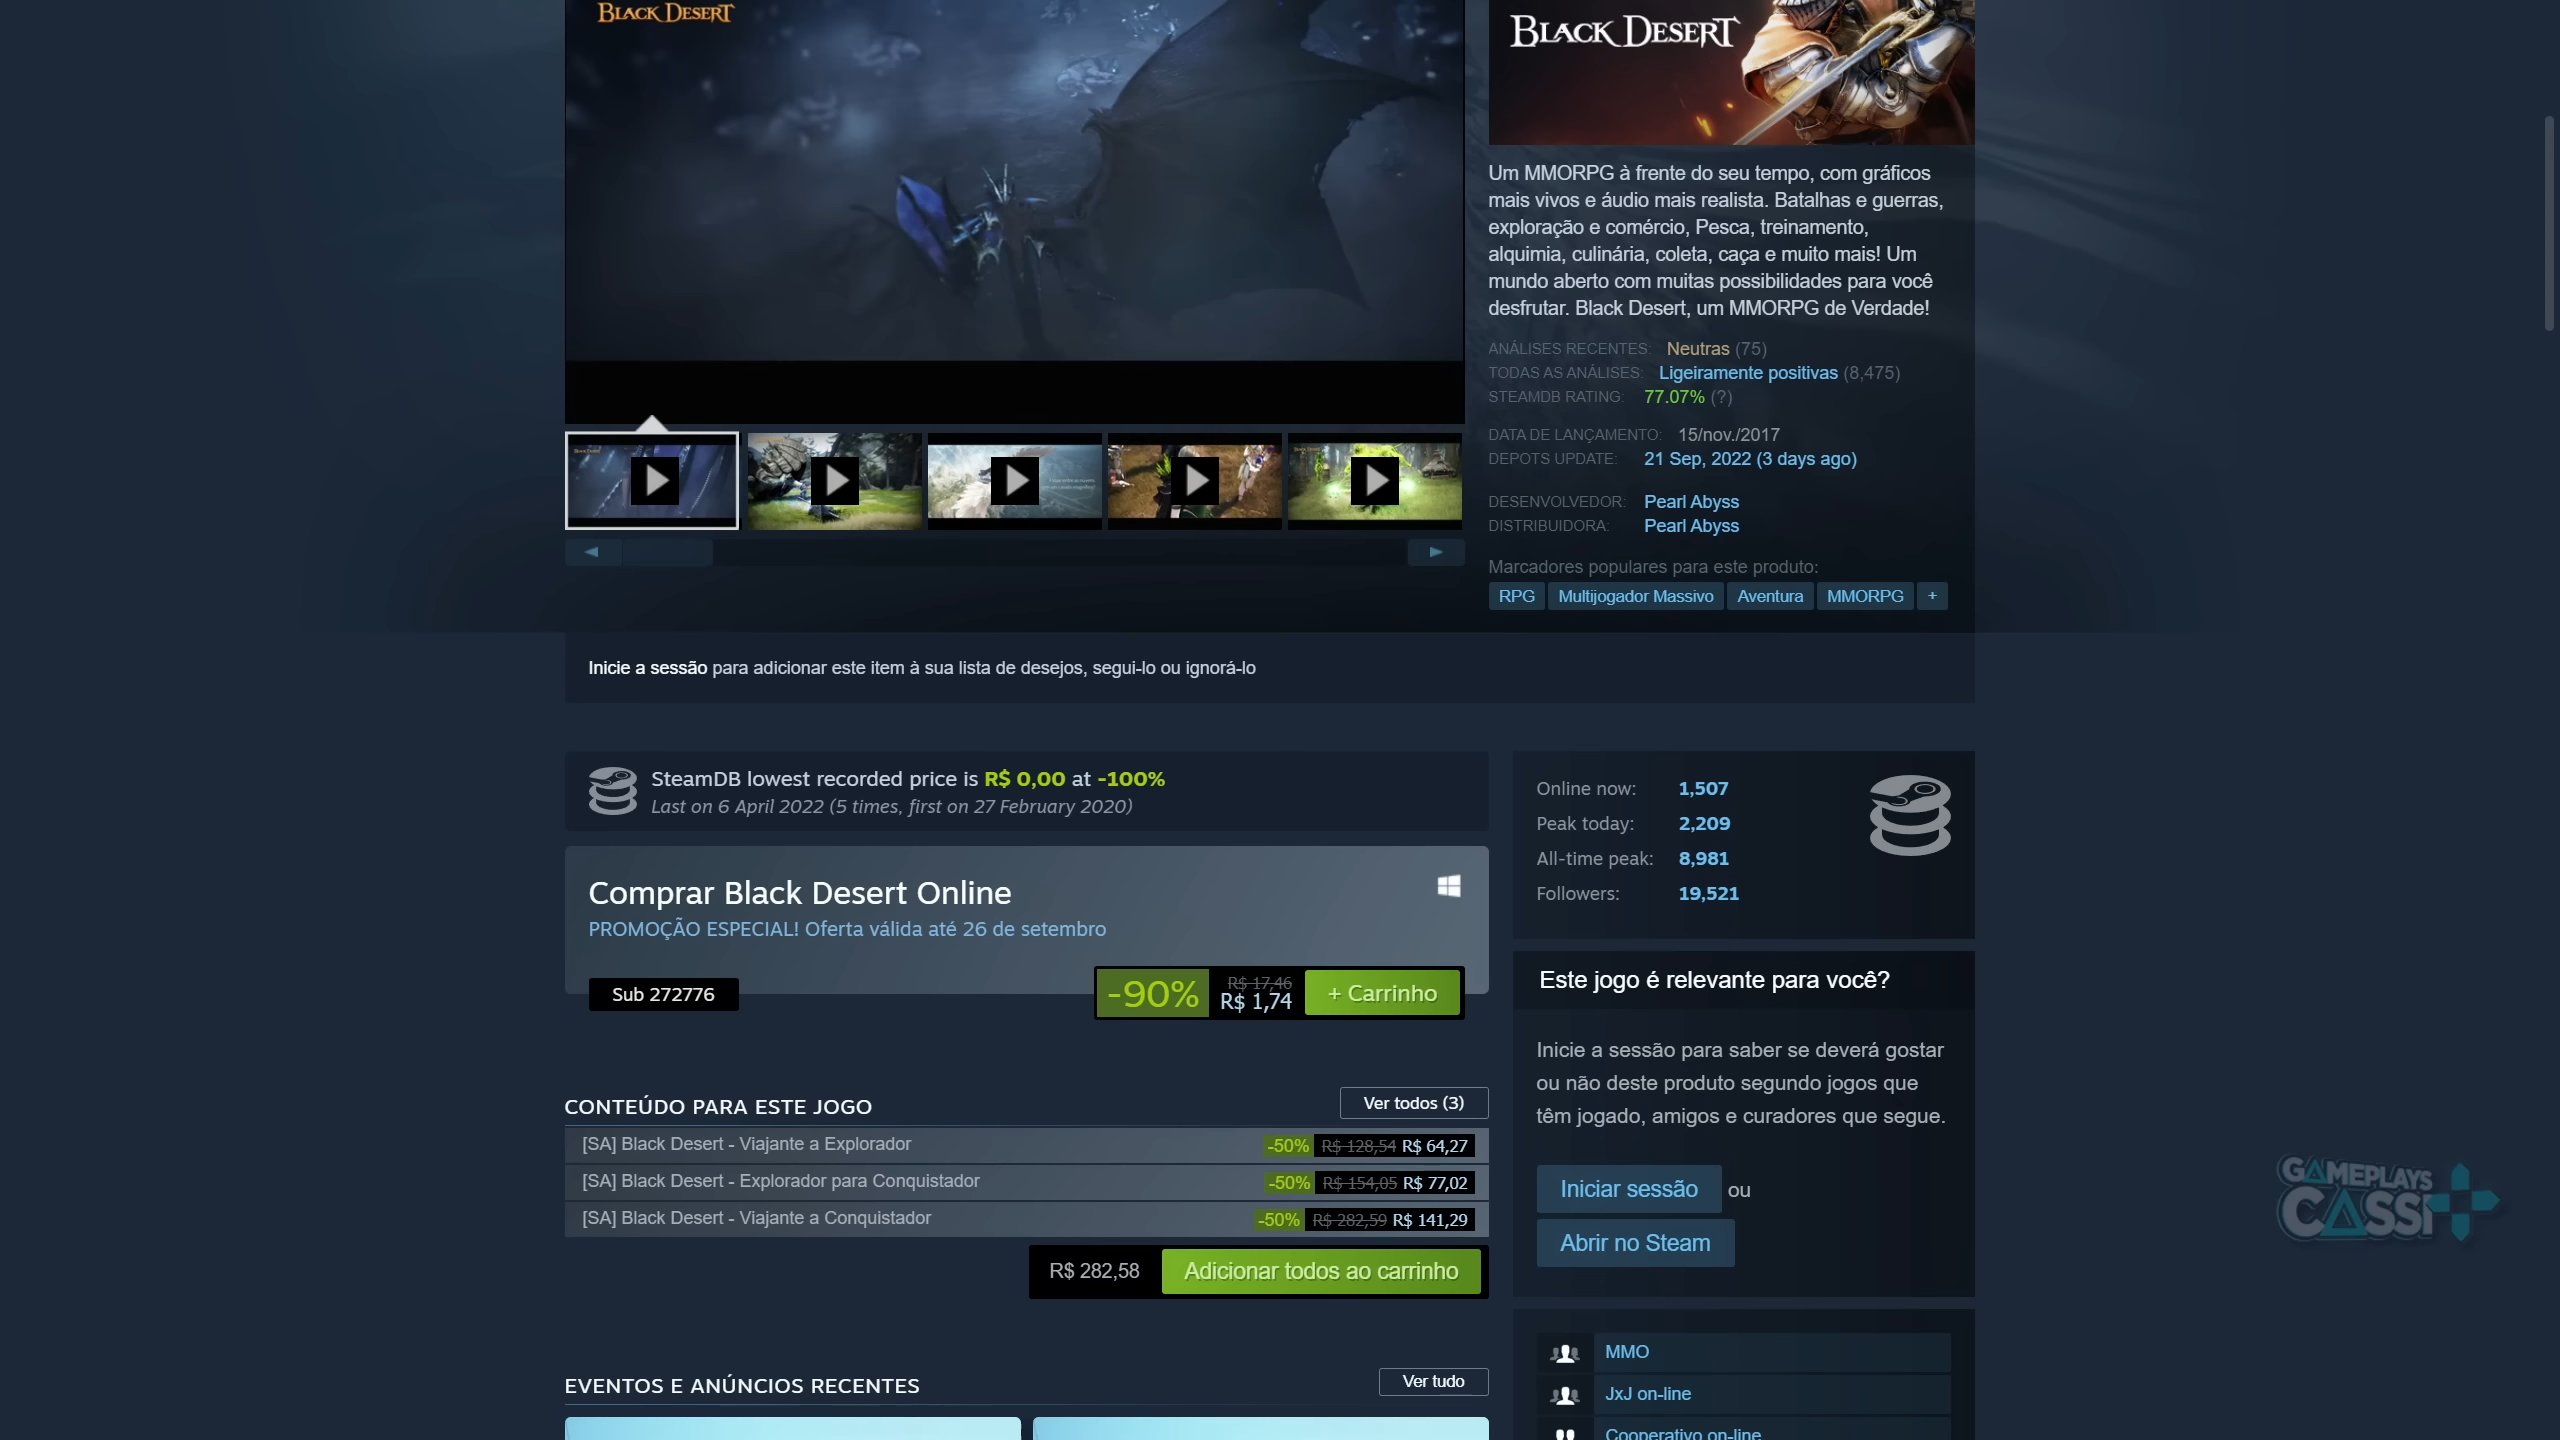 BLACK DESERT
BLACK DESERT
Um MMORPG à frente do seu tempo, com gráficos
mais vivos e áudio mais realista. Batalhas e guerras,
exploração e comércio, Pesca, treinamento,
alquimia, culinária, coleta, caça e muito mais! Um
mundo aberto com muitas possibilidades para você
desfrutar. Black Desert, um MMORPG de Verdade!
ANÁLISES RECENTES: Neutras (75)
TODAS AS ANÁLISES: Ligeiramente positivas (8,475)
STEAMDB RATING: 77.07% (?)
DATA DE LANÇAMENTO: 15/nov./2017
DEPOTS UPDATE: 21 Sep, 2022 (3 days ago)
DESENVOLVEDOR: Pearl Abyss
DISTRIBUIDORA: Pearl Abyss
Marcadores populares para este produto:
RPG Multijogador Massivo Aventura MMORPG +
Inicie a sessão para adicionar este item à sua lista de desejos, segui-lo ou ignorá-lo
SteamDB lowest recorded price is R$ 0,00 at -100%
Last on 6 April 2022 (5 times, first on 27 February 2020)
Comprar Black Desert Online
PROMOÇÃO ESPECIAL! Oferta válida até 26 de setembro
Sub 272776
-90% R$ 17,46 R$ 1,74 + Carrinho
CONTEÚDO PARA ESTE JOGO Ver todos (3)
[SA] Black Desert - Viajante a Explorador -50% R$ 128,54 R$ 64,27
[SA] Black Desert - Explorador para Conquistador -50% R$ 154,05 R$ 77,02
[SA] Black Desert - Viajante a Conquistador -50% R$ 282,59 R$ 141,29
R$ 282,58 Adicionar todos ao carrinho
EVENTOS E ANÚNCIOS RECENTES Ver tudo
Online now: 1,507
Peak today: 2,209
All-time peak: 8,981
Followers: 19,521
Este jogo é relevante para você?
Inicie a sessão para saber se deverá gostar
ou não deste produto segundo jogos que
têm jogado, amigos e curadores que segue.
Iniciar sessão ou
Abrir no Steam
MMO
JxJ on-line
Cooperativo on-line
GAMEPLAYS
CASSI